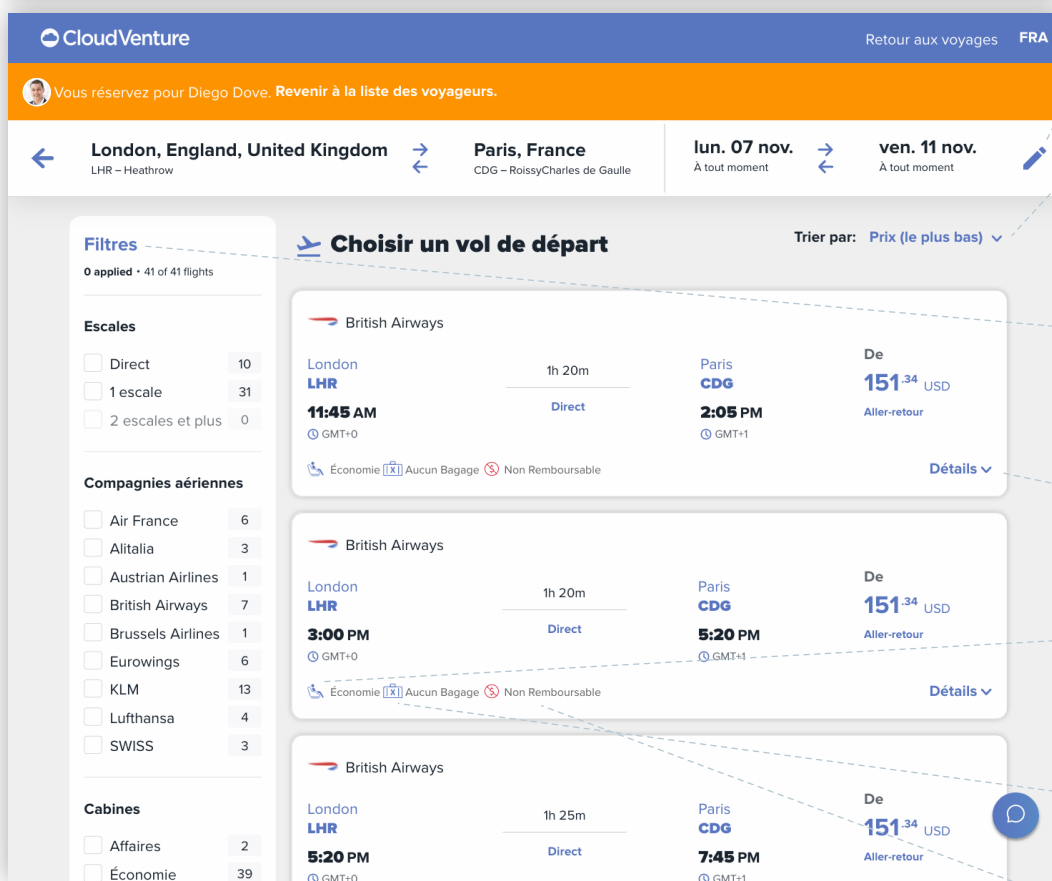 CloudVenture
Retour aux voyages FRA
Vous réservez pour Diego Dove. Revenir à la liste des voyageurs.
London, England, United Kingdom
LHR – Heathrow
Paris, France
CDG – RoissyCharles de Gaulle
lun. 07 nov.
À tout moment
ven. 11 nov.
À tout moment
Filtres
0 applied • 41 of 41 flights
Escales
Direct 10
1 escale 31
2 escales et plus 0
Compagnies aériennes
Air France 6
Alitalia 3
Austrian Airlines 1
British Airways 7
Brussels Airlines 1
Eurowings 6
KLM 13
Lufthansa 4
SWISS 3
Cabines
Affaires 2
Économie 39
Choisir un vol de départ
Trier par: Prix (le plus bas)
British Airways
London
LHR
11:45 AM
GMT+0
1h 20m
Direct
Paris
CDG
2:05 PM
GMT+1
De
151.34 USD
Aller-retour
Économie Aucun Bagage Non Remboursable
Détails
British Airways
London
LHR
3:00 PM
GMT+0
1h 20m
Direct
Paris
CDG
5:20 PM
GMT+1
De
151.34 USD
Aller-retour
Économie Aucun Bagage Non Remboursable
Détails
British Airways
London
LHR
5:20 PM
GMT+0
1h 25m
Direct
Paris
CDG
7:45 PM
GMT+1
De
151.34 USD
Aller-retour